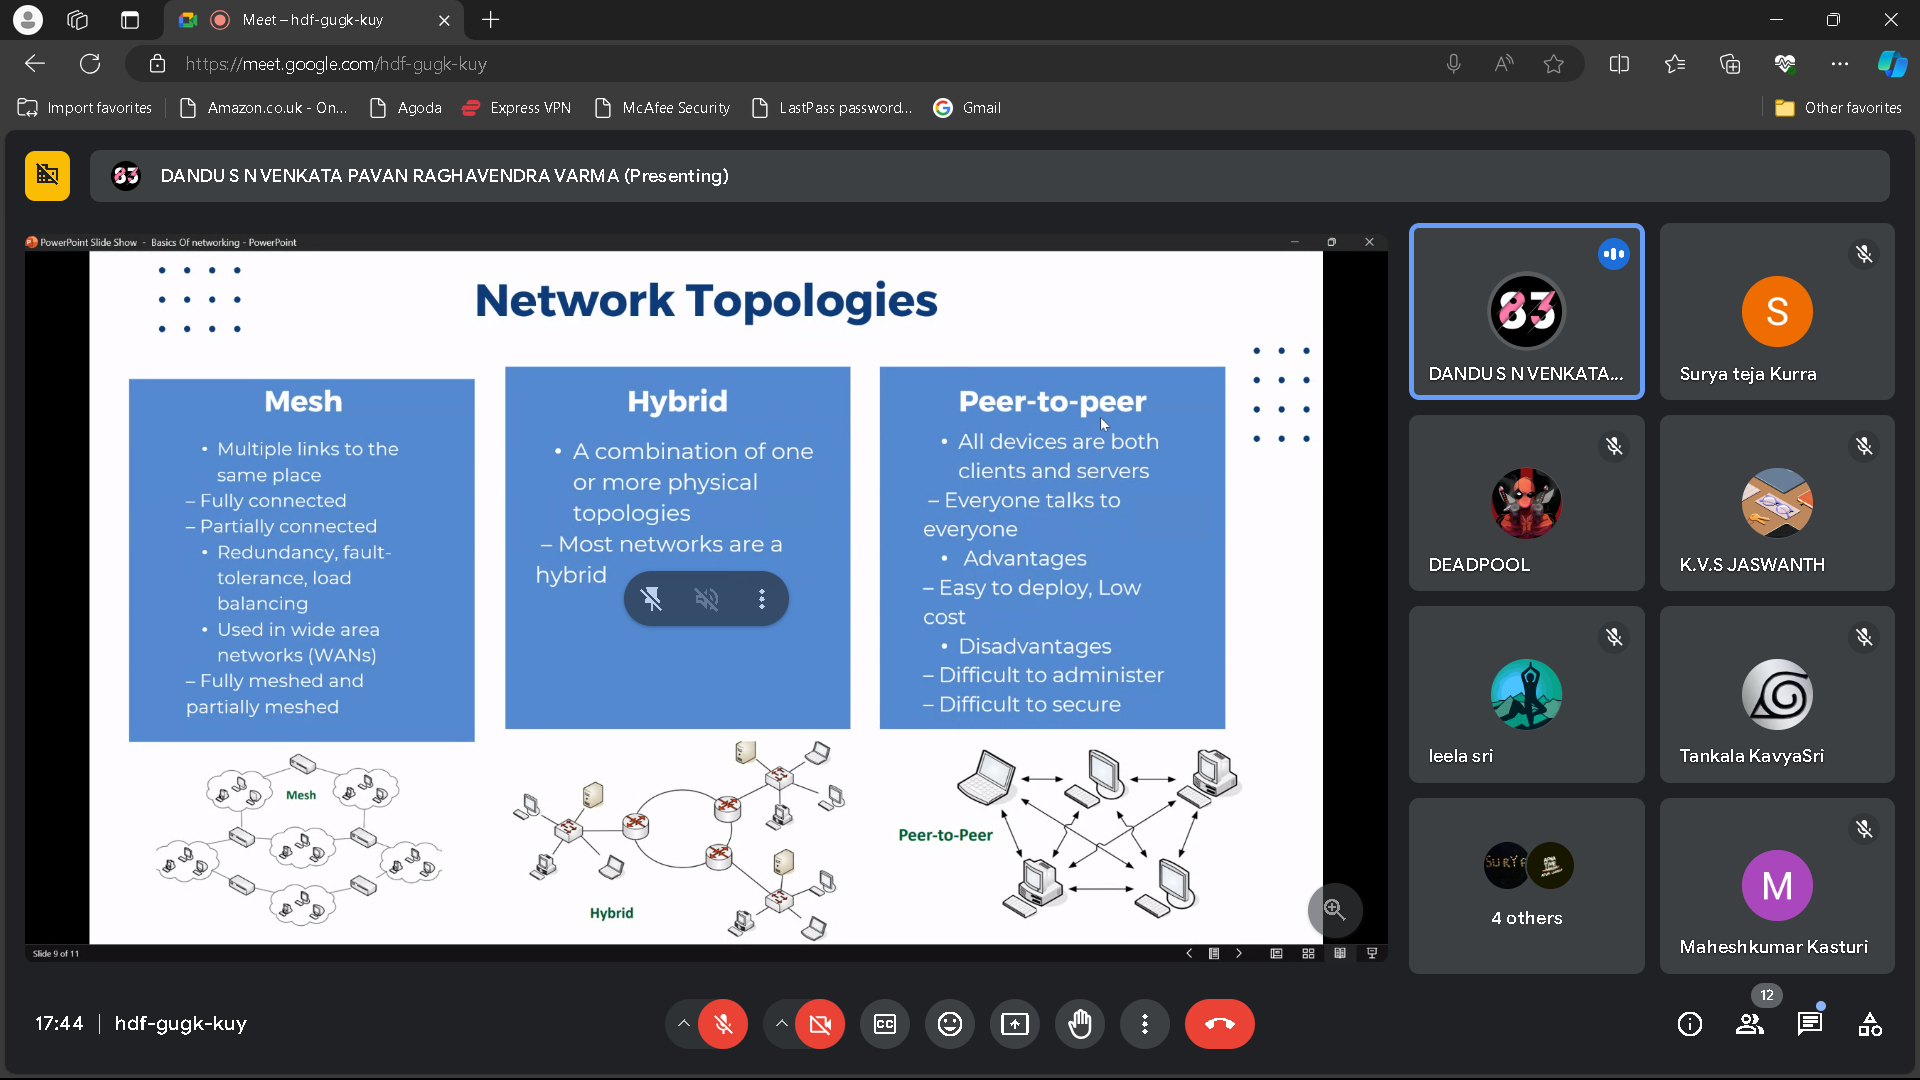 Meet – hdf-gugk-kuy
https://meet.google.com/hdf-gugk-kuy
Import favorites
Amazon.co.uk - On...
Agoda
Express VPN
McAfee Security
LastPass password...
Gmail
Other favorites
83
DANDU S N VENKATA PAVAN RAGHAVENDRA VARMA (Presenting)
PowerPoint Slide Show - Basics Of networking - PowerPoint
Network Topologies
Mesh
• Multiple links to the
same place
– Fully connected
– Partially connected
• Redundancy, fault-
tolerance, load
balancing
• Used in wide area
networks (WANs)
– Fully meshed and
partially meshed
Mesh
Hybrid
• A combination of one
or more physical
topologies
– Most networks are a
hybrid
Hybrid
Peer-to-peer
• All devices are both
clients and servers
– Everyone talks to
everyone
• Advantages
– Easy to deploy, Low
cost
• Disadvantages
– Difficult to administer
– Difficult to secure
Peer-to-Peer
Slide 9 of 11
83
DANDU S N VENKATA...
S
Surya teja Kurra
DEADPOOL
K.V.S JASWANTH
leela sri
Tankala KavyaSri
SURYA
4 others
M
Maheshkumar Kasturi
17:44
hdf-gugk-kuy
CC
12